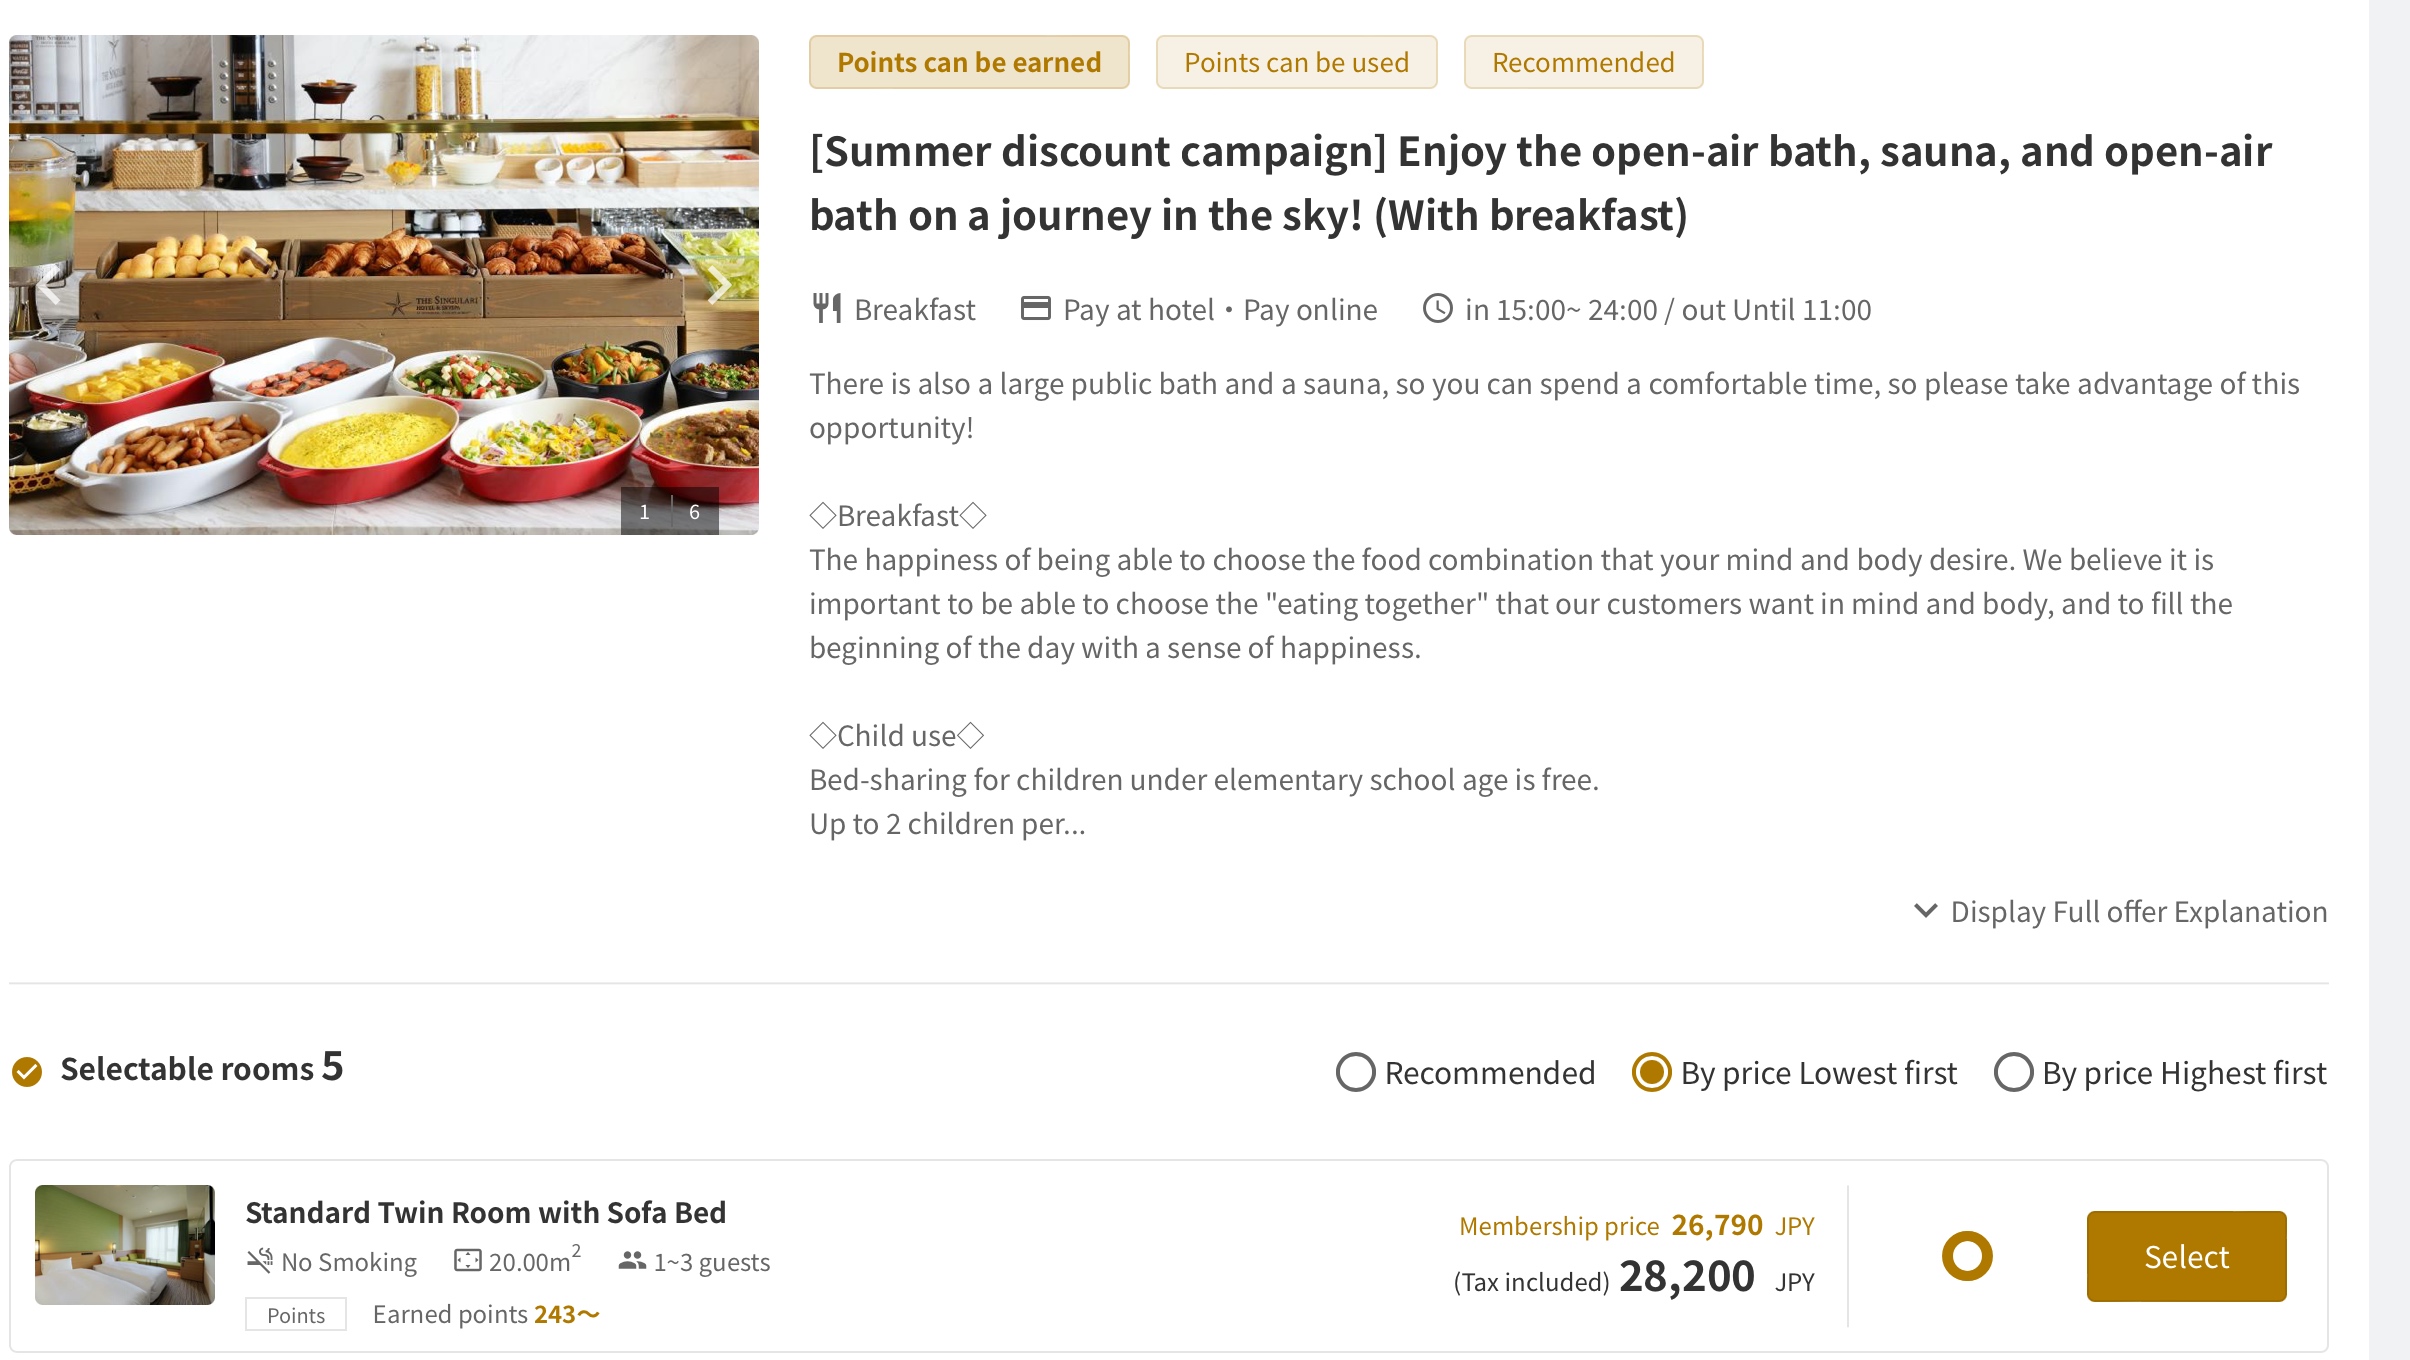 Points can be earned
Points can be used
Recommended
[Summer discount campaign] Enjoy the open-air bath, sauna, and open-air
bath on a journey in the sky! (With breakfast)
Breakfast
Pay at hotel・Pay online
in 15:00~ 24:00 / out Until 11:00
There is also a large public bath and a sauna, so you can spend a comfortable time, so please take advantage of this
opportunity!
◇Breakfast◇
The happiness of being able to choose the food combination that your mind and body desire. We believe it is
important to be able to choose the "eating together" that our customers want in mind and body, and to fill the
beginning of the day with a sense of happiness.
◇Child use◇
Bed-sharing for children under elementary school age is free.
Up to 2 children per...
Display Full offer Explanation
THE SINGULARI
1 6
Selectable rooms 5
Recommended
By price Lowest first
By price Highest first
Standard Twin Room with Sofa Bed
No Smoking
20.00m²
1~3 guests
Points
Earned points 243～
Membership price 26,790 JPY
(Tax included) 28,200 JPY
Select